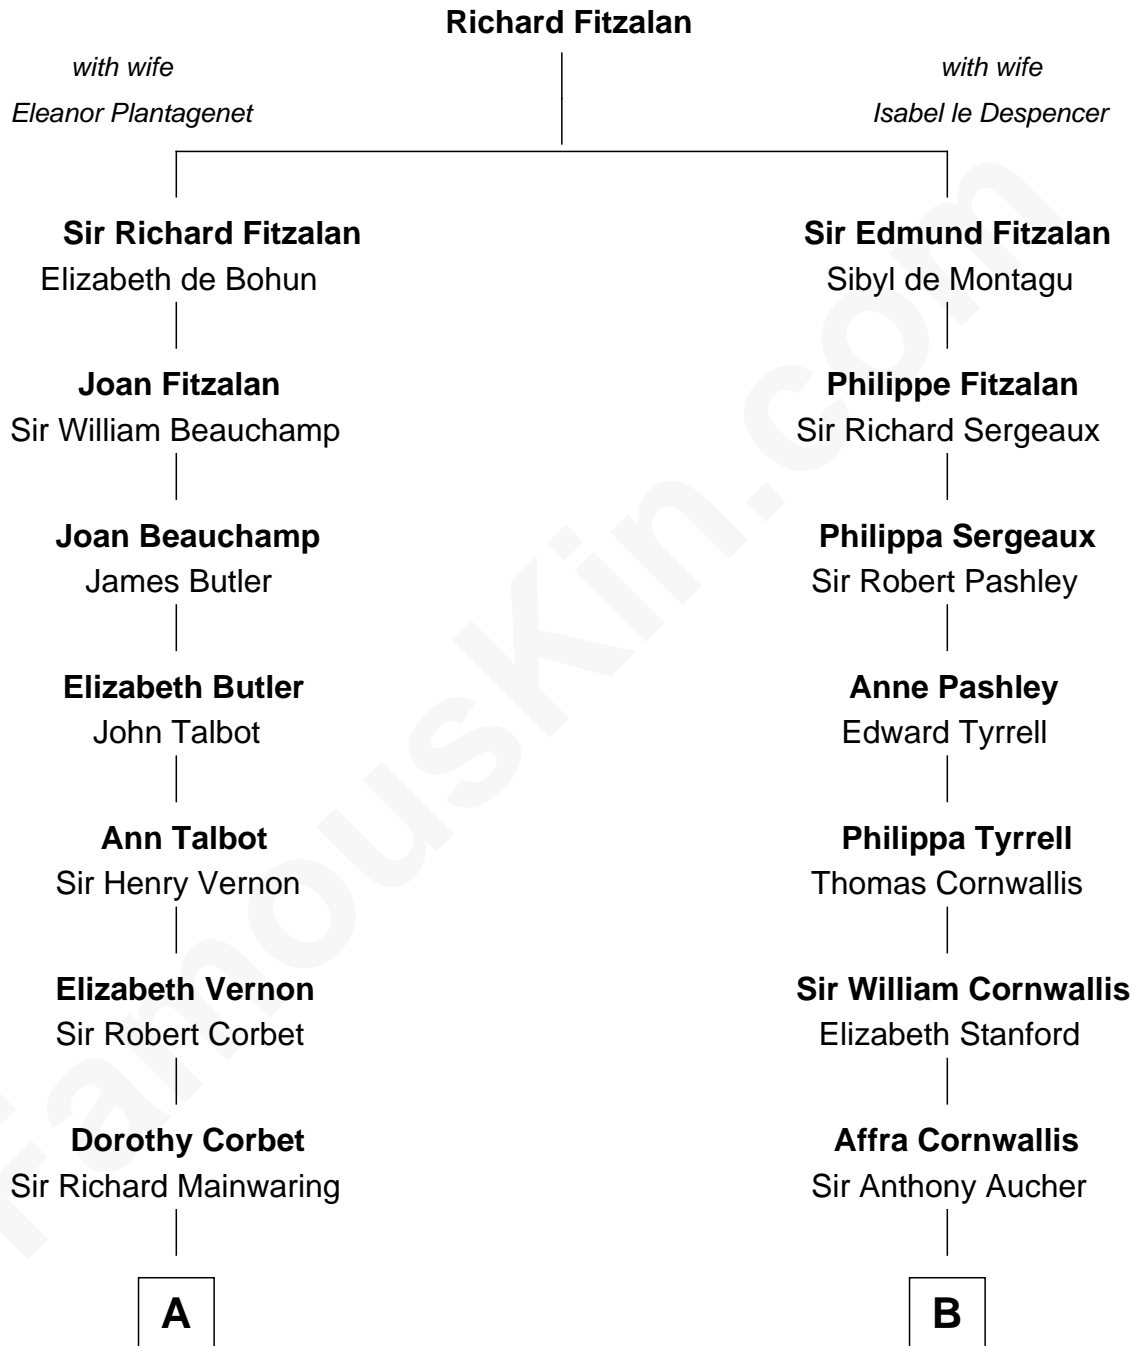 Richard Fitzalan
with wife
Eleanor Plantagenet
with wife
Isabel le Despencer
Sir Richard Fitzalan
Elizabeth de Bohun
Sir Edmund Fitzalan
Sibyl de Montagu
Joan Fitzalan
Sir William Beauchamp
Philippe Fitzalan
Sir Richard Sergeaux
Joan Beauchamp
James Butler
Philippa Sergeaux
Sir Robert Pashley
Elizabeth Butler
John Talbot
Anne Pashley
Edward Tyrrell
Ann Talbot
Sir Henry Vernon
Philippa Tyrrell
Thomas Cornwallis
Elizabeth Vernon
Sir Robert Corbet
Sir William Cornwallis
Elizabeth Stanford
Dorothy Corbet
Sir Richard Mainwaring
Affra Cornwallis
Sir Anthony Aucher
A
B
FamousKin.com